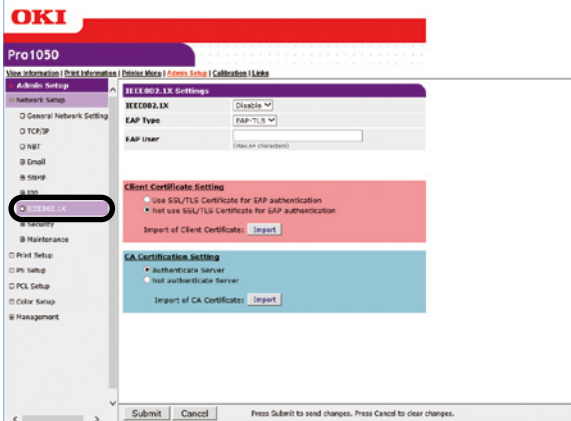 OKI
Pro1050
View Information | Print Information | Printer Menu | Admin Setup | Calibration | Links
Admin Setup
Network Setup
General Network Setting
TCP/IP
NBT
Email
SNMP
IPP
IEEE802.1X
Security
Maintenance
Print Setup
PS Setup
PCL Setup
Color Setup
Management
IEEE802.1X Settings
IEEE802.1X Disable
EAP Type EAP-TLS
EAP User
(Max.64 characters)
Client Certificate Setting
Use SSL/TLS Certificate for EAP authentication
Not use SSL/TLS Certificate for EAP authentication
Import of Client Certificate: Import
CA Certification Setting
Authenticate Server
Not authenticate Server
Import of CA Certificate: Import
Submit Cancel Press Submit to send changes. Press Cancel to clear changes.